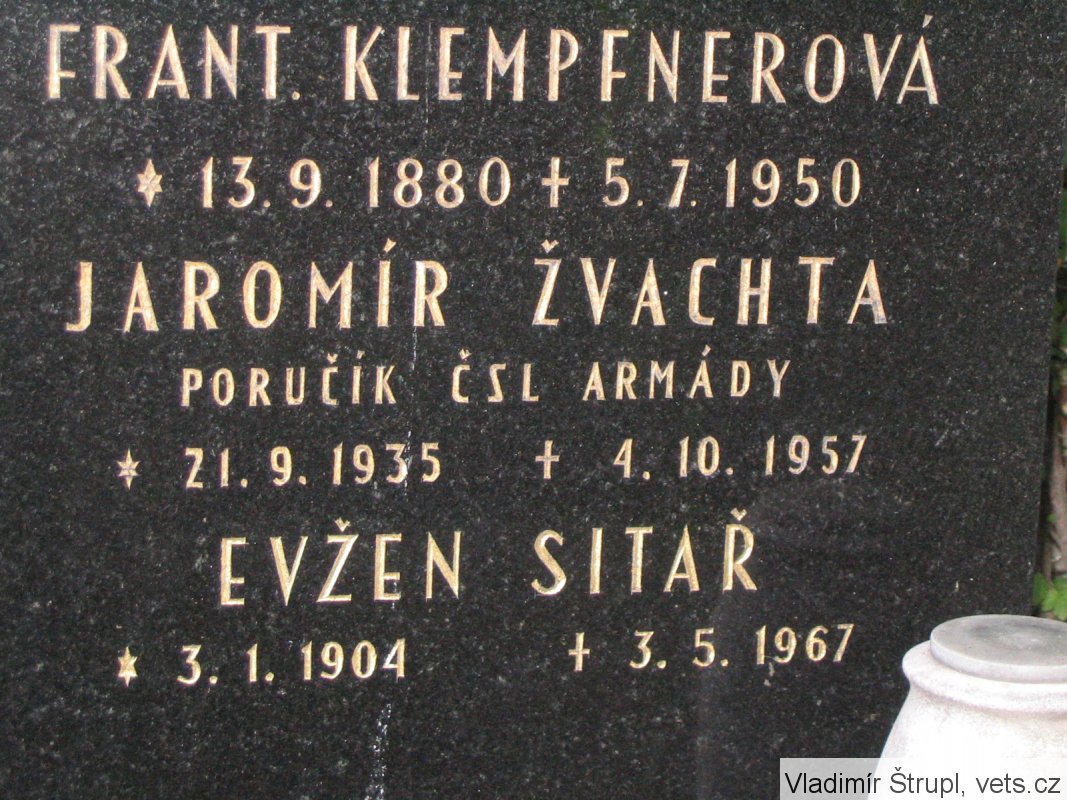 FRANT. KLEMPFNEROVÁ
* 13. 9. 1880 † 5. 7. 1950
JAROMÍR ŽVACHTA
PORUČÍK ČSL ARMÁDY
* 21. 9. 1935 † 4. 10. 1957
EVŽEN SITAŘ
* 3. 1. 1904 † 3. 5. 1967
Vladimír Štrupl, vets.cz